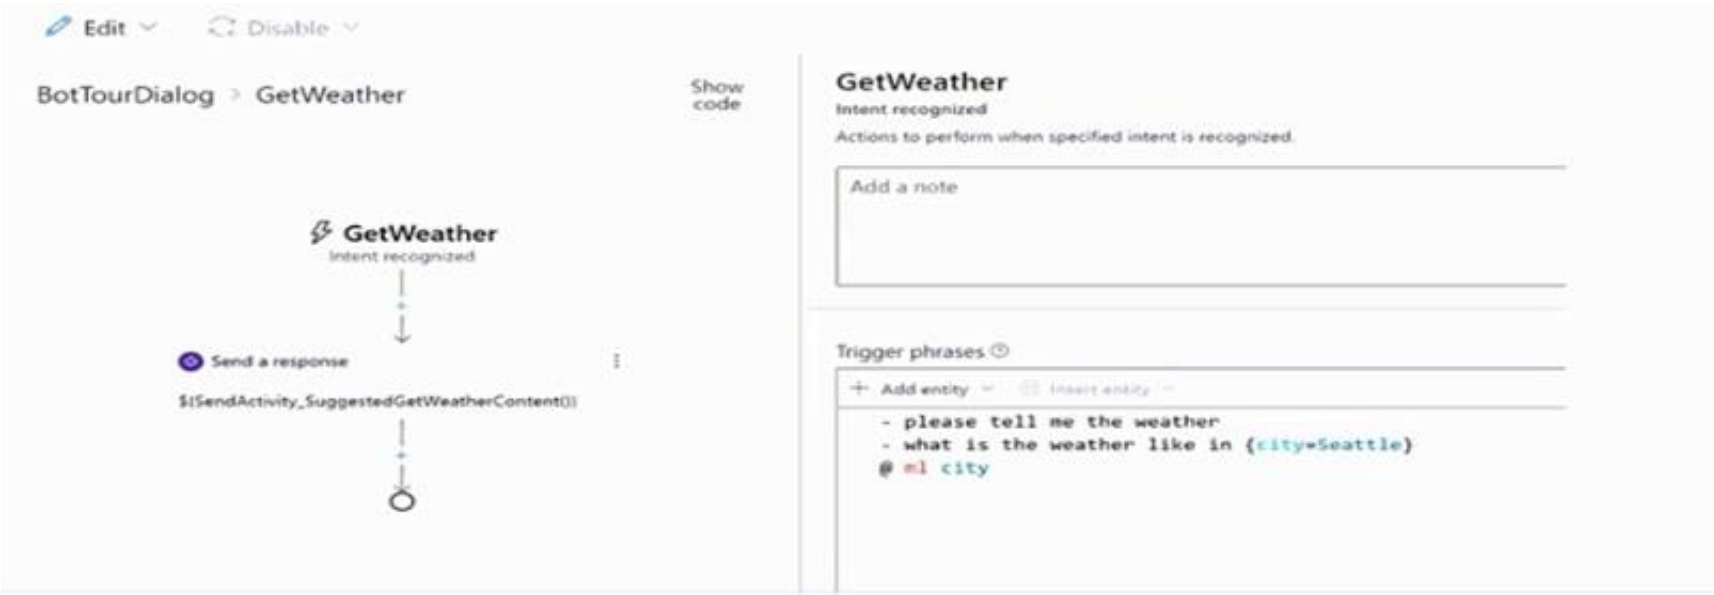 Edit Disable
BotTourDialog > GetWeather
Show
code
GetWeather
Intent recognized
Send a response
${SendActivity_SuggestedGetWeatherContent()}
GetWeather
Intent recognized
Actions to perform when specified intent is recognized.
Add a note
Trigger phrases
+ Add entity Insert entity
- please tell me the weather
- what is the weather like in {city=Seattle}
@ ml city